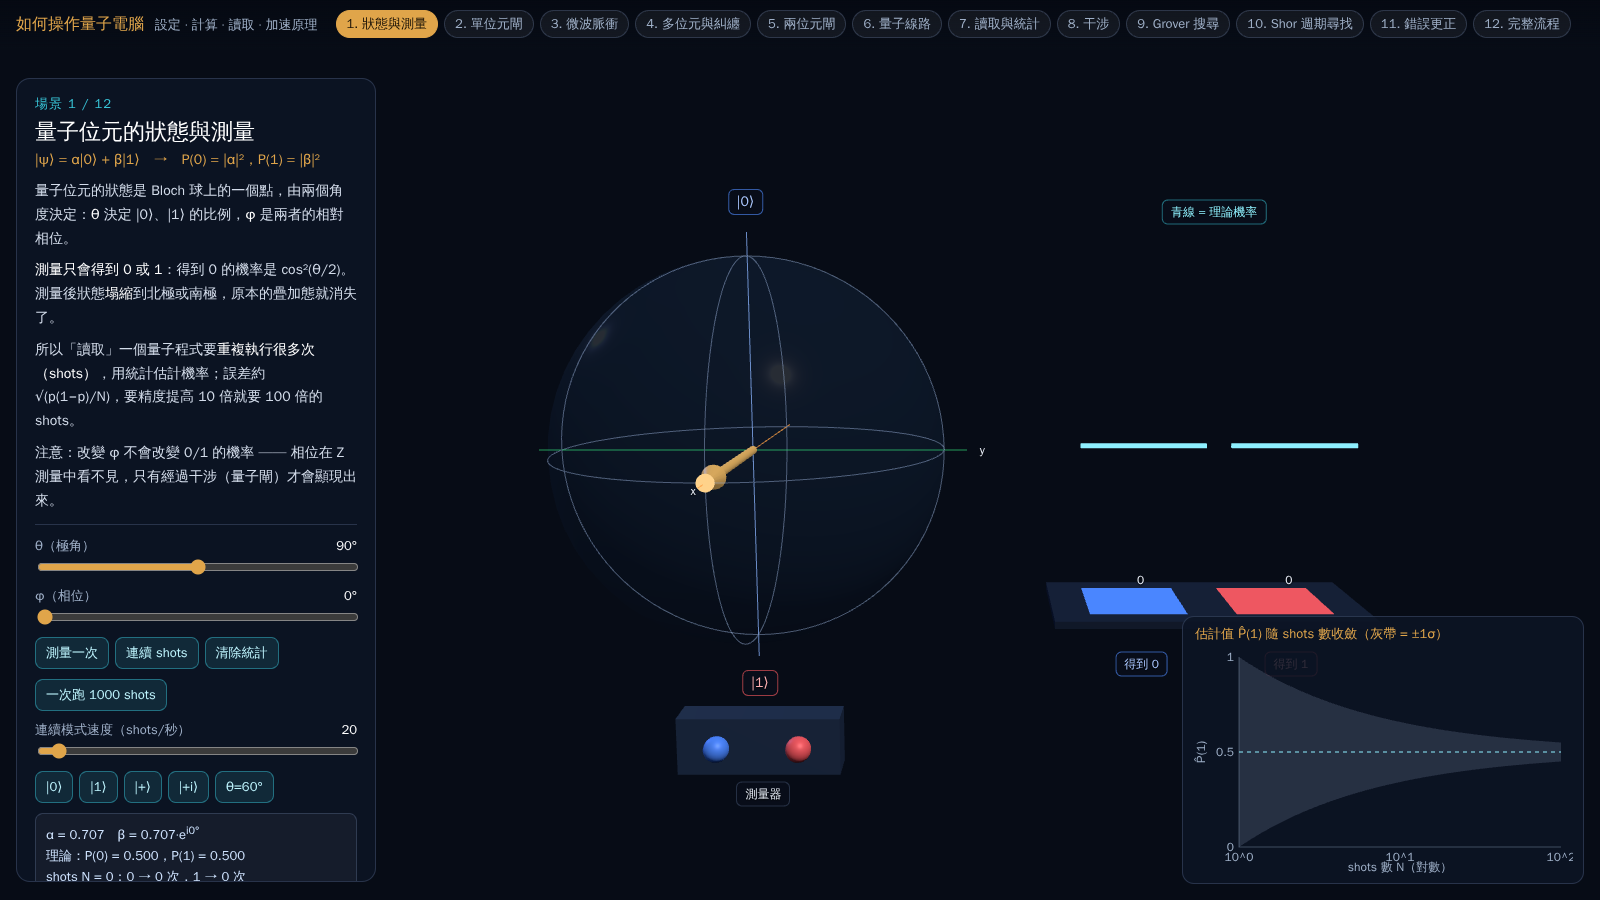 如何操作量子電腦 設定 · 計算 · 讀取 · 加速原理 1. 狀態與測量 2. 單位元閘 3. 微波脈衝 4. 多位元與糾纏 5. 兩位元閘 6. 量子線路 7. 讀取與統計 8. 干涉 9. Grover 搜尋 10. Shor 週期尋找 11. 錯誤更正 12. 完整流程
場景 1 / 12
量子位元的狀態與測量
|ψ⟩ = α|0⟩ + β|1⟩ → P(0) = |α|²，P(1) = |β|²
量子位元的狀態是 Bloch 球上的一個點，由兩個角
度決定：θ 決定 |0⟩、|1⟩ 的比例，φ 是兩者的相對
相位。
測量只會得到 0 或 1：得到 0 的機率是 cos²(θ/2)。
測量後狀態塌縮到北極或南極，原本的疊加態就消失
了。
所以「讀取」一個量子程式要重複執行很多次
（shots），用統計估計機率；誤差約
√(p(1−p)/N)，要精度提高 10 倍就要 100 倍的
shots。
注意：改變 φ 不會改變 0/1 的機率 —— 相位在 Z
測量中看不見，只有經過干涉（量子閘）才會顯現出
來。
θ（極角） 90°
φ（相位） 0°
測量一次 連續 shots 清除統計
一次跑 1000 shots
連續模式速度（shots/秒） 20
|0⟩ |1⟩ |+⟩ |+i⟩ θ=60°
α = 0.707 β = 0.707·e^i0°
理論：P(0) = 0.500，P(1) = 0.500
shots N = 0：0 → 0 次，1 → 0 次
|0⟩
y
x
|1⟩
測量器
青線 = 理論機率
0 0
得到 0 得到 1
估計值 P̂(1) 隨 shots 數收斂（灰帶 = ±1σ）
1
0.5
0
P̂(1)
10^0 10^1 10^2
shots 數 N（對數）